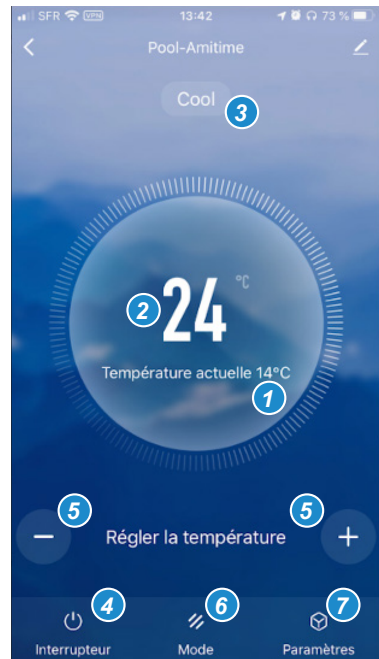 SFR VPN 13:42 73 %
Pool-Amitime
Cool
3
24 °C
2
Température actuelle 14°C
1
5 5
− Régler la température +
4 6 7
Interrupteur Mode Paramètres